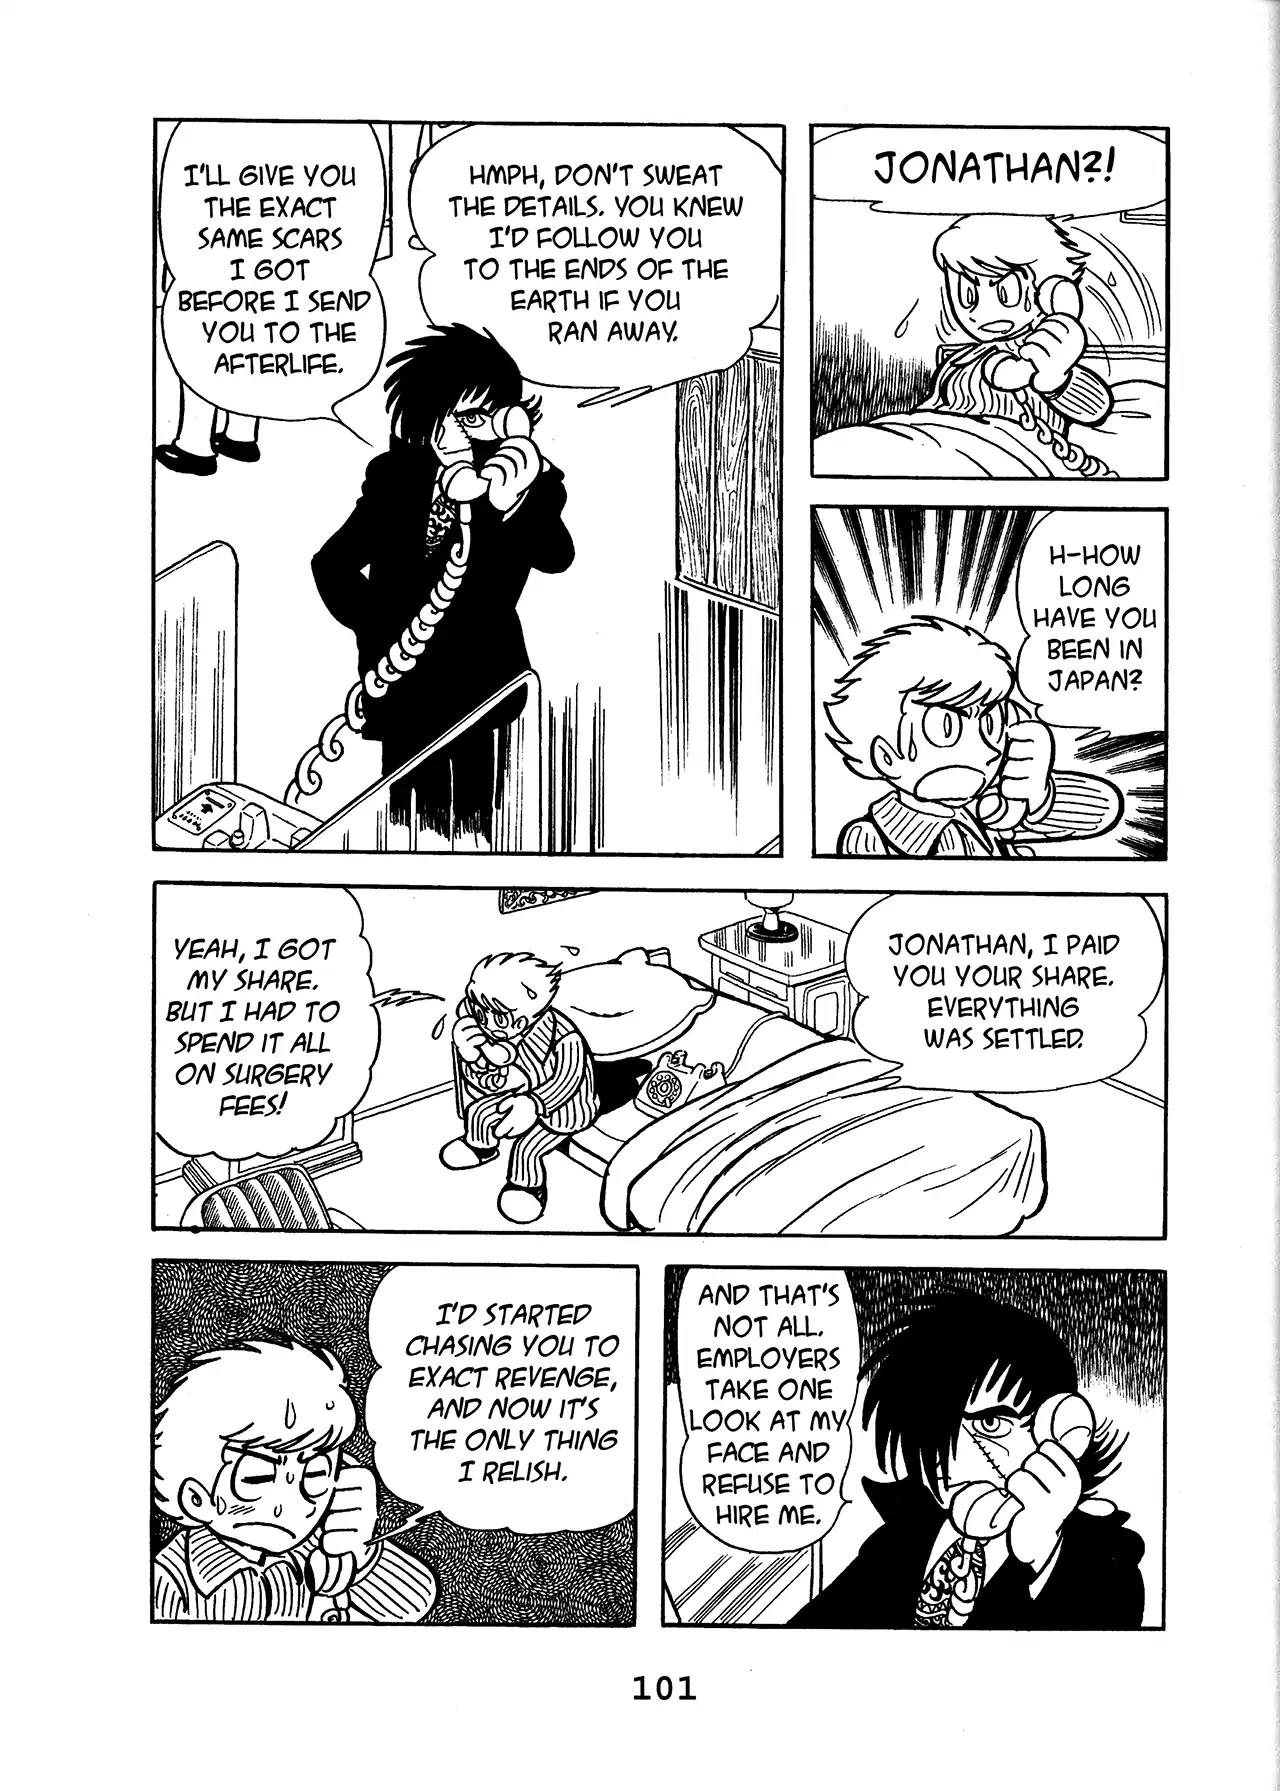 JONATHAN?!
H-HOW
LONG
HAVE YOU
BEEN IN
JAPAN?
HMPH, DON'T SWEAT
THE DETAILS. YOU KNEW
I'D FOLLOW YOU
TO THE ENDS OF THE
EARTH IF YOU
RAN AWAY.
I'LL GIVE YOU
THE EXACT
SAME SCARS
I GOT
BEFORE I SEND
YOU TO THE
AFTERLIFE.
JONATHAN, I PAID
YOU YOUR SHARE.
EVERYTHING
WAS SETTLED.
YEAH, I GOT
MY SHARE.
BUT I HAD TO
SPEND IT ALL
ON SURGERY
FEES!
AND THAT'S
NOT ALL.
EMPLOYERS
TAKE ONE
LOOK AT MY
FACE AND
REFUSE TO
HIRE ME.
I'D STARTED
CHASING YOU TO
EXACT REVENGE,
AND NOW IT'S
THE ONLY THING
I RELISH.
101